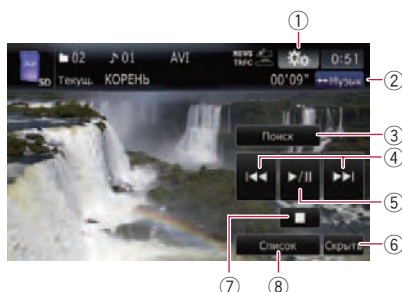 ①
02 01 AVI NEWS TRFC 0:51
SD Текущ. КОРЕНЬ 00'09" ↔Музык ②
Поиск ③
④
⑤
Список Скрыть ⑥
⑦ ⑧